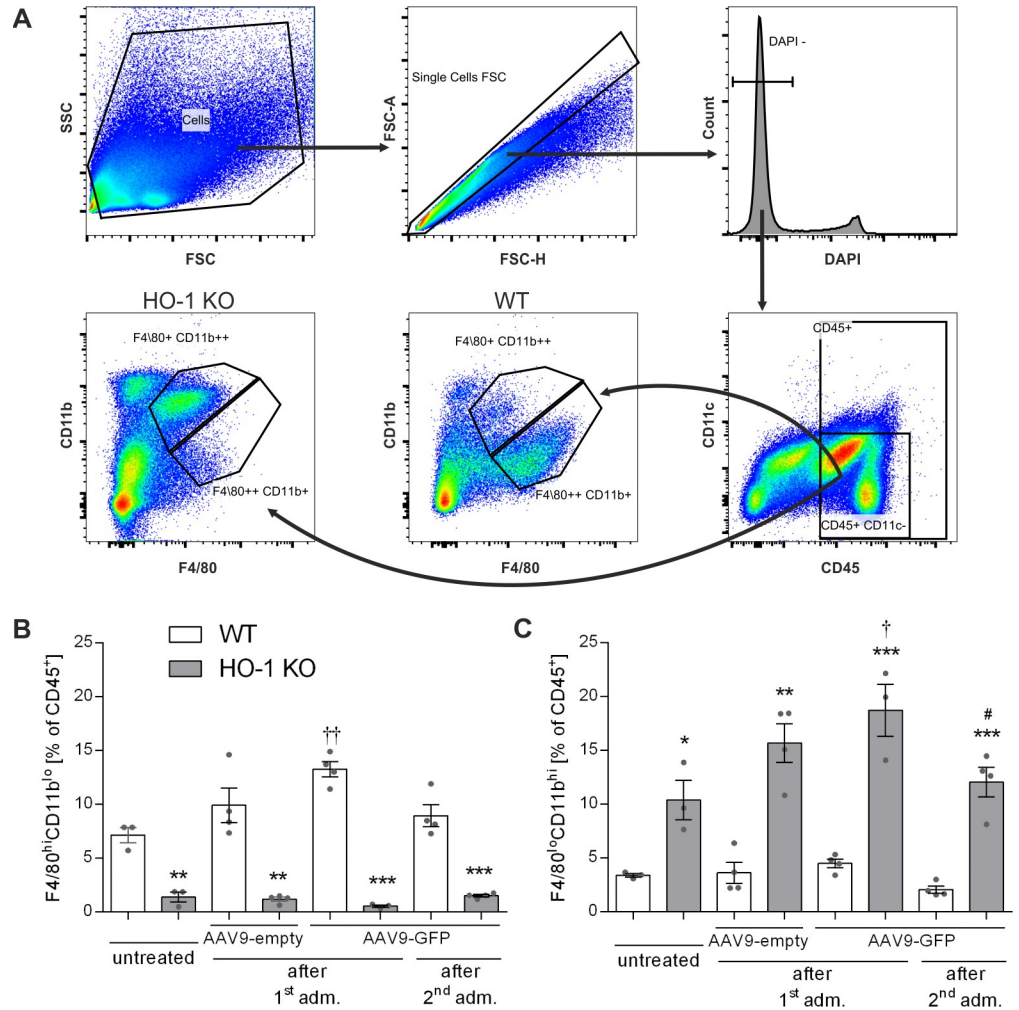 A
SSC
Cells
FSC
FSC-A
Single Cells FSC
FSC-H
Count
DAPI -
DAPI
HO-1 KO
F4\80+ CD11b++
CD11b
F4\80++ CD11b+
F4/80
WT
F4\80+ CD11b++
CD11b
F4\80++ CD11b+
F4/80
CD45+
CD11c
CD45+ CD11c-
CD45
B
WT
HO-1 KO
F4/80hiCD11blo [% of CD45+]
25
20
15
10
5
0
††
** ** *** ***
AAV9-empty AAV9-GFP
untreated
after after
1st adm. 2nd adm.
C
F4/80loCD11bhi [% of CD45+]
25
20
15
10
5
0
†
#
* ** *** ***
AAV9-empty AAV9-GFP
untreated
after after
1st adm. 2nd adm.